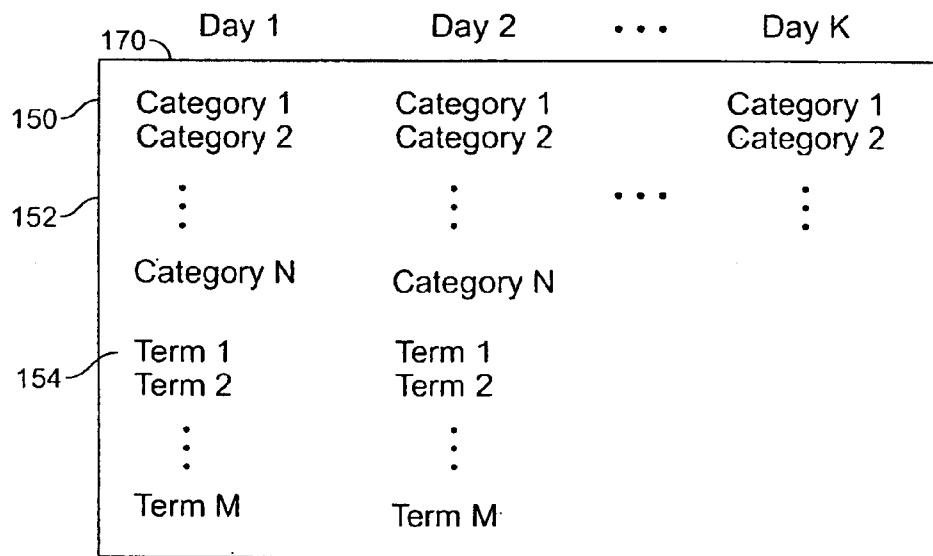 Day 1 Day 2 • • • Day K
170
150 Category 1 Category 1 Category 1
Category 2 Category 2 Category 2
152 • • •
Category N Category N
154 Term 1 Term 1
Term 2 Term 2
Term M Term M